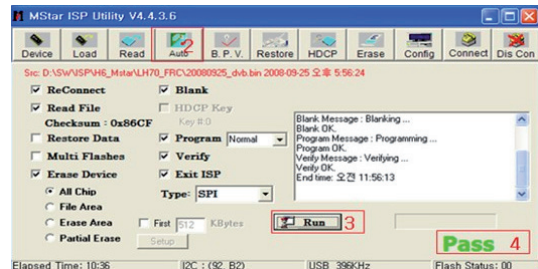 MStar ISP Utility V4.4.3.6
Device Load Read Auto 2 B. P. V. Restore HDCP Erase Config Connect Dis Con
Src: D:\SW\ISP\H6_Mstar\LH70_FRC\20080925_dvb.bin 2008-09-25 오후 5:56:24
ReConnect
Blank
Read File
HDCP Key
Checksum : 0x86CF
Key #:0
Restore Data
Program Normal
Multi Flashes
Verify
Erase Device
Exit ISP
All Chip
Type: SPI
File Area
Erase Area
First 512 KBytes
Partial Erase
Setup
Blank Message : Blanking ...
Blank OK.
Program Message : Programming ...
Program OK.
Verify Message : Verifying ...
Verify OK.
End time: 오전 11:56:13
Run 3
Pass 4
Elapsed Time: 10:36 I2C : (92, B2) USB 396KHz Flash Status: 00